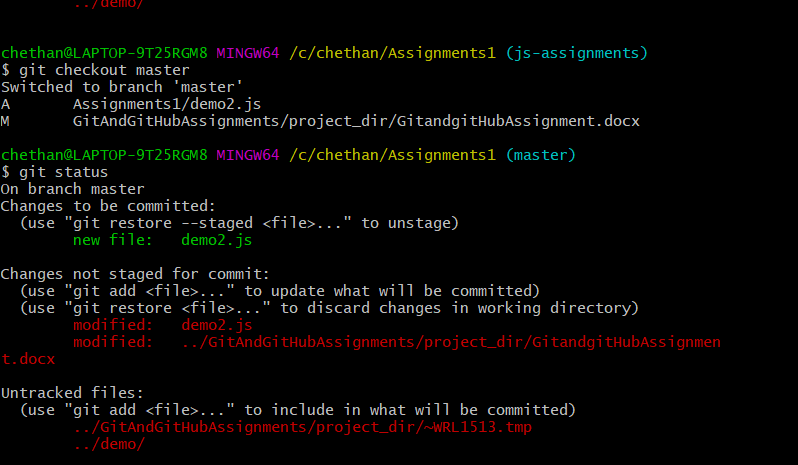 ../demo/
chethan@LAPTOP-9T25RGM8 MINGW64 /c/chethan/Assignments1 (js-assignments)
$ git checkout master
Switched to branch 'master'
A       Assignments1/demo2.js
M       GitAndGitHubAssignments/project_dir/GitandgitHubAssignment.docx
chethan@LAPTOP-9T25RGM8 MINGW64 /c/chethan/Assignments1 (master)
$ git status
On branch master
Changes to be committed:
  (use "git restore --staged <file>..." to unstage)
        new file:   demo2.js
Changes not staged for commit:
  (use "git add <file>..." to update what will be committed)
  (use "git restore <file>..." to discard changes in working directory)
        modified:   demo2.js
        modified:   ../GitAndGitHubAssignments/project_dir/GitandgitHubAssignmen
t.docx
Untracked files:
  (use "git add <file>..." to include in what will be committed)
        ../GitAndGitHubAssignments/project_dir/~WRL1513.tmp
        ../demo/